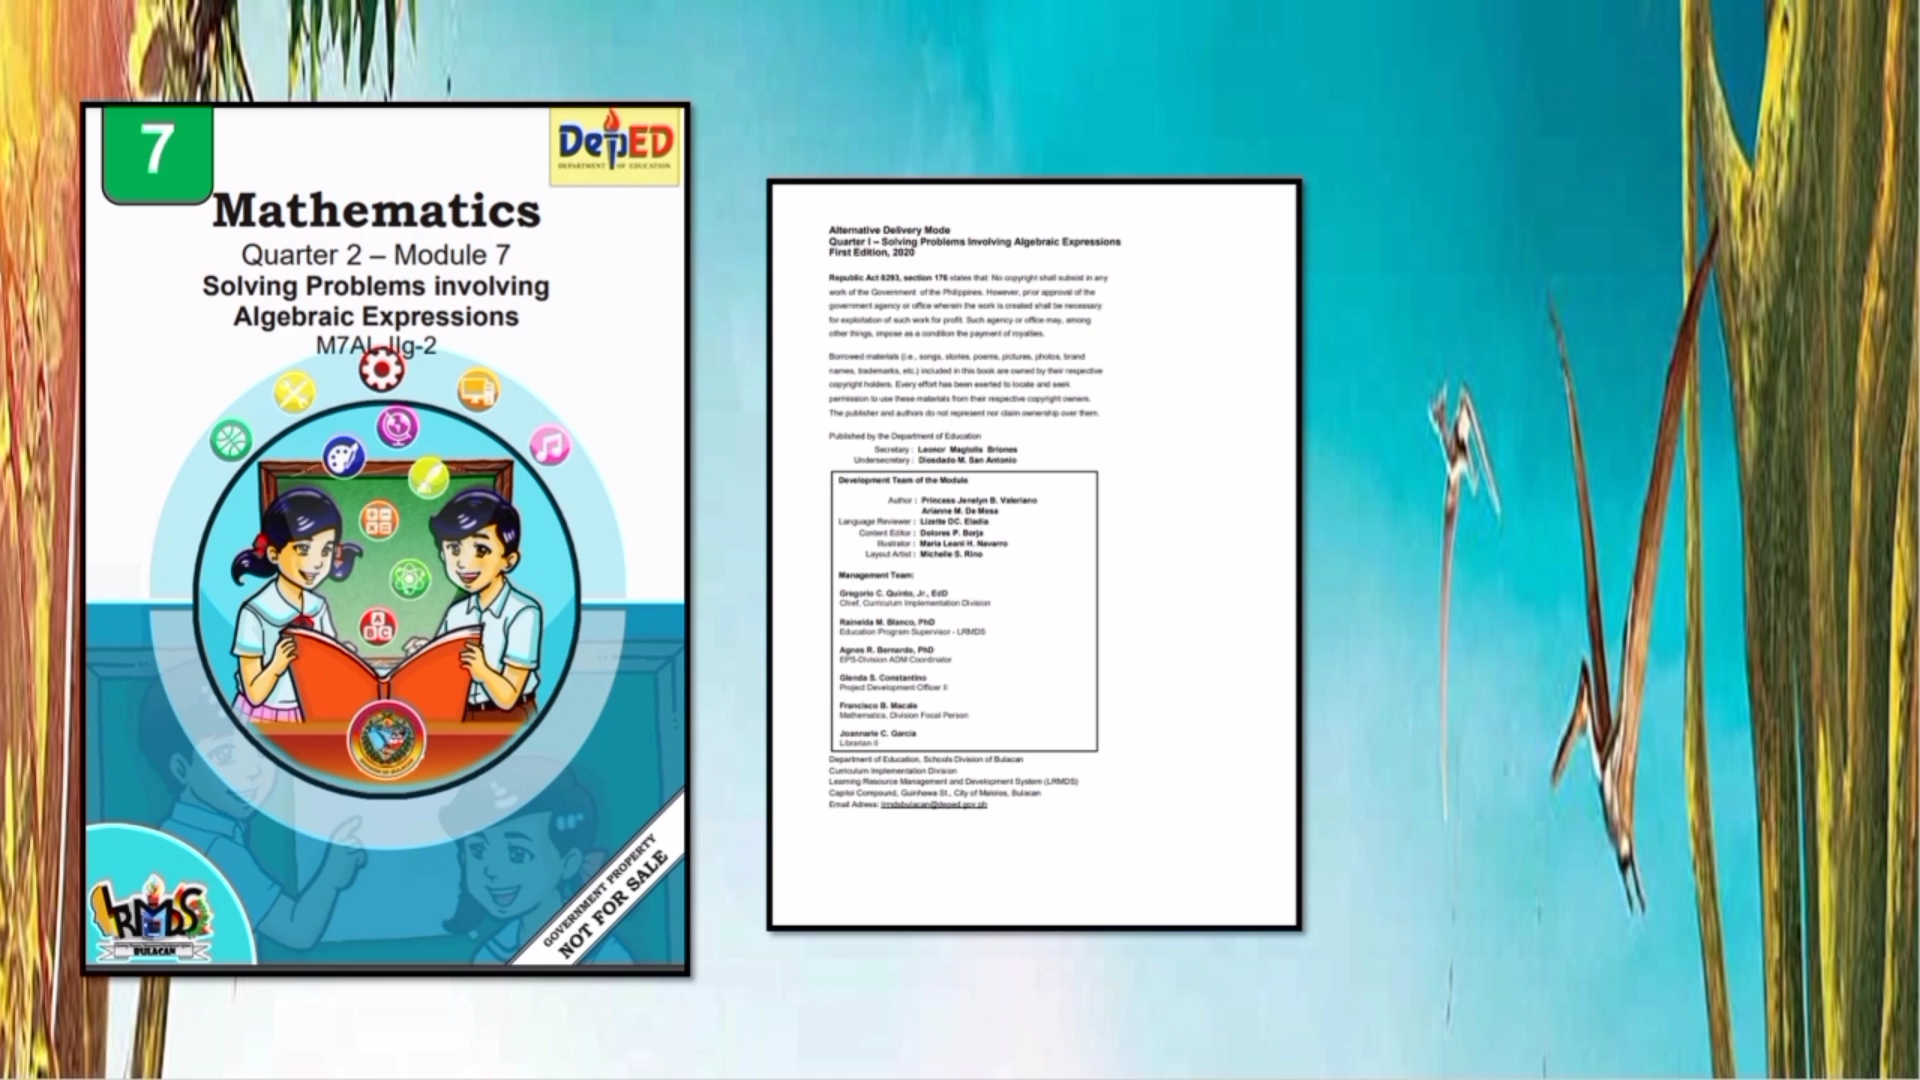 7
DepED
DEPARTMENT OF EDUCATION
Mathematics
Quarter 2 – Module 7
Solving Problems involving
Algebraic Expressions
M7AL-IIg-2
A
B C
LRMDS
BULACAN
GOVERNMENT PROPERTY
NOT FOR SALE
Alternative Delivery Mode
Quarter I – Solving Problems Involving Algebraic Expressions
First Edition, 2020
Republic Act 8293, section 176 states that: No copyright shall subsist in any
work of the Government of the Philippines. However, prior approval of the
government agency or office wherein the work is created shall be necessary
for exploitation of such work for profit. Such agency or office may, among
other things, impose as a condition the payment of royalties.
Borrowed materials (i.e., songs, stories, poems, pictures, photos, brand
names, trademarks, etc.) included in this book are owned by their respective
copyright holders. Every effort has been exerted to locate and seek
permission to use these materials from their respective copyright owners.
The publisher and authors do not represent nor claim ownership over them.
Published by the Department of Education
Secretary : Leonor Magtolis Briones
Undersecretary : Diosdado M. San Antonio
Development Team of the Module
Author : Princess Jenelyn B. Valeriano
Arianne M. De Mesa
Language Reviewer : Lizette DC. Eladia
Content Editor : Dolores P. Borja
Illustrator : Maria Leani H. Navarro
Layout Artist : Michelle S. Rino
Management Team:
Gregorio C. Quinto, Jr., EdD
Chief, Curriculum Implementation Division
Rainelda M. Blanco, PhD
Education Program Supervisor - LRMDS
Agnes R. Bernardo, PhD
EPS-Division ADM Coordinator
Glenda S. Constantino
Project Development Officer II
Francisco B. Macale
Mathematics, Division Focal Person
Joannarie C. Garcia
Librarian II
Department of Education, Schools Division of Bulacan
Curriculum Implementation Division
Learning Resource Management and Development System (LRMDS)
Capitol Compound, Guinhawa St., City of Malolos, Bulacan
Email Adress: lrmdsbulacan@deped.gov.ph